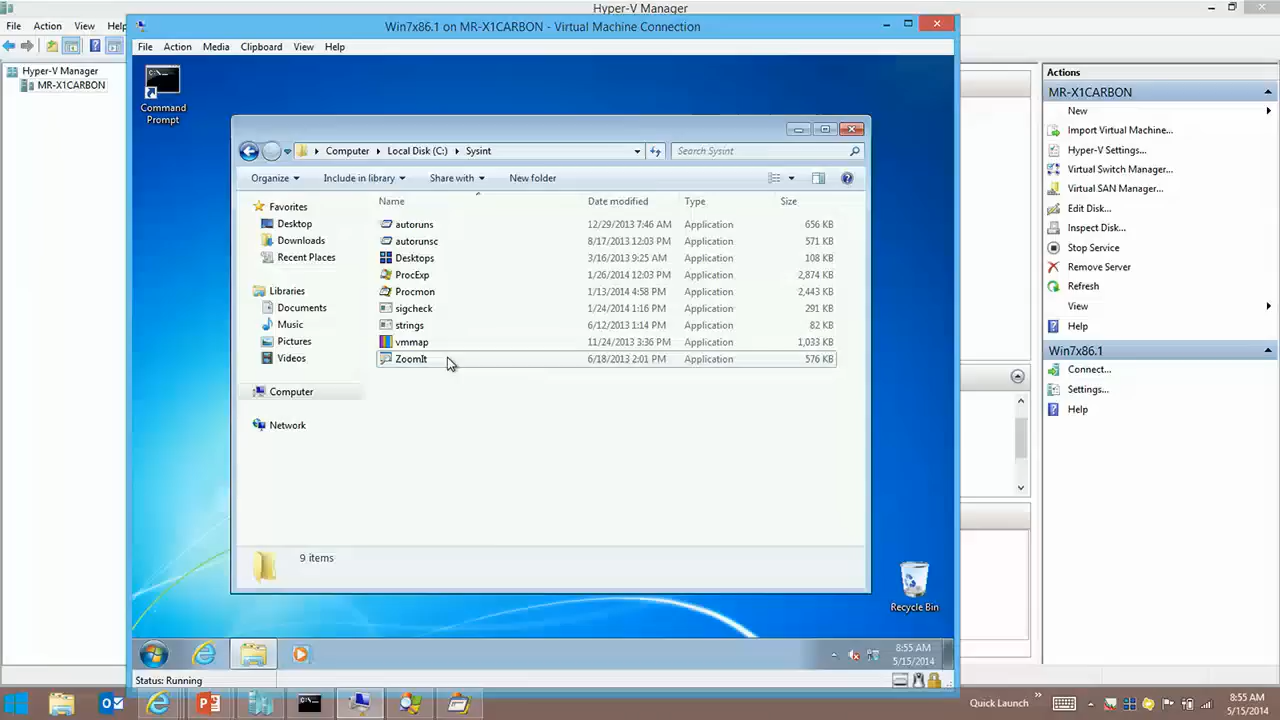 Hyper-V Manager
File Action View Help
Win7x86.1 on MR-X1CARBON - Virtual Machine Connection
File Action Media Clipboard View Help
Hyper-V Manager
MR-X1CARBON
Command Prompt
Computer Local Disk (C:) Sysint
Search Sysint
Organize Include in library Share with New folder
Favorites
Desktop
Downloads
Recent Places
Libraries
Documents
Music
Pictures
Videos
Computer
Network
Name Date modified Type Size
autoruns 12/29/2013 7:46 AM Application 656 KB
autorunsc 8/17/2013 12:03 PM Application 571 KB
Desktops 3/16/2013 9:25 AM Application 108 KB
ProcExp 1/26/2014 12:03 PM Application 2,874 KB
Procmon 1/13/2014 4:58 PM Application 2,443 KB
sigcheck 1/24/2014 1:16 PM Application 291 KB
strings 6/12/2013 1:14 PM Application 82 KB
vmmap 11/24/2013 3:36 PM Application 1,033 KB
ZoomIt 6/18/2013 2:01 PM Application 576 KB
9 items
Recycle Bin
8:55 AM
5/15/2014
Status: Running
Actions
MR-X1CARBON
New
Import Virtual Machine...
Hyper-V Settings...
Virtual Switch Manager...
Virtual SAN Manager...
Edit Disk...
Inspect Disk...
Stop Service
Remove Server
Refresh
View
Help
Win7x86.1
Connect...
Settings...
Help
Quick Launch
8:55 AM
5/15/2014